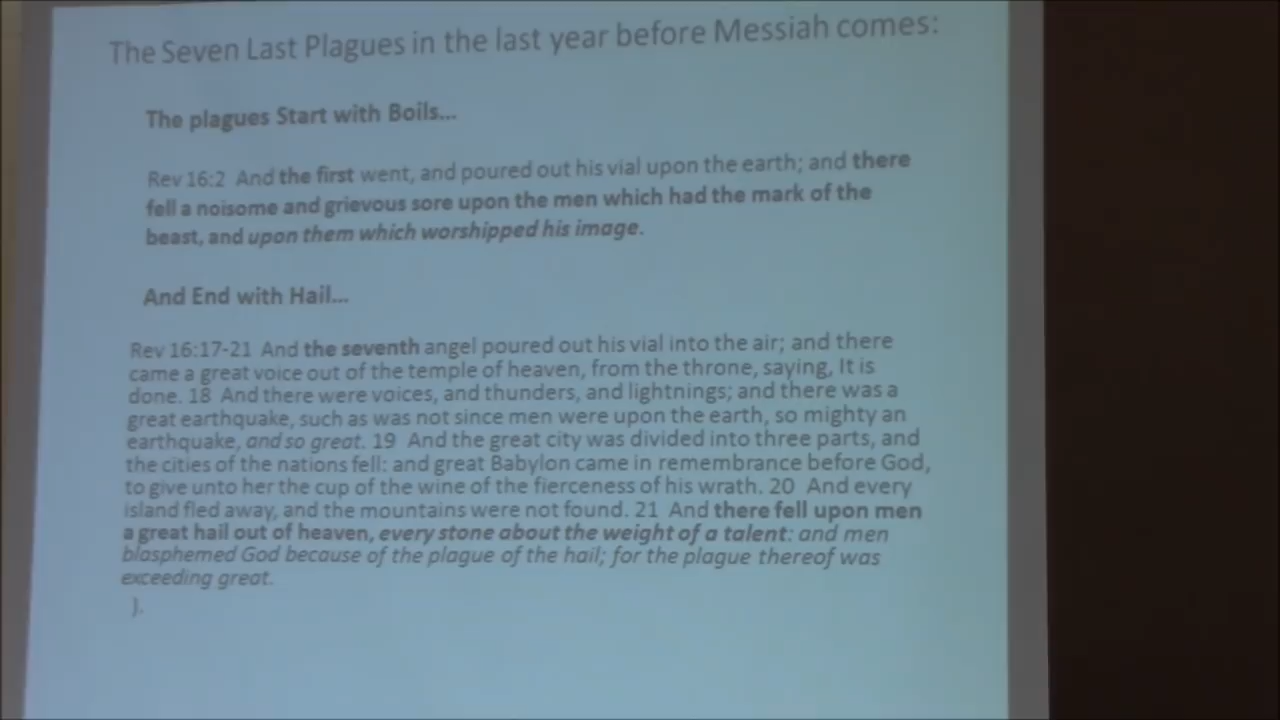 The Seven Last Plagues in the last year before Messiah comes:
The plagues Start with Boils...
Rev 16:2 And the first went, and poured out his vial upon the earth; and there
fell a noisome and grievous sore upon the men which had the mark of the
beast, and upon them which worshipped his image.
And End with Hail...
Rev 16:17-21 And the seventh angel poured out his vial into the air; and there
came a great voice out of the temple of heaven, from the throne, saying, It is
done. 18 And there were voices, and thunders, and lightnings; and there was a
great earthquake, such as was not since men were upon the earth, so mighty an
earthquake, and so great. 19 And the great city was divided into three parts, and
the cities of the nations fell: and great Babylon came in remembrance before God,
to give unto her the cup of the wine of the fierceness of his wrath. 20 And every
island fled away, and the mountains were not found. 21 And there fell upon men
a great hail out of heaven, every stone about the weight of a talent: and men
blasphemed God because of the plague of the hail; for the plague thereof was
exceeding great.
J.